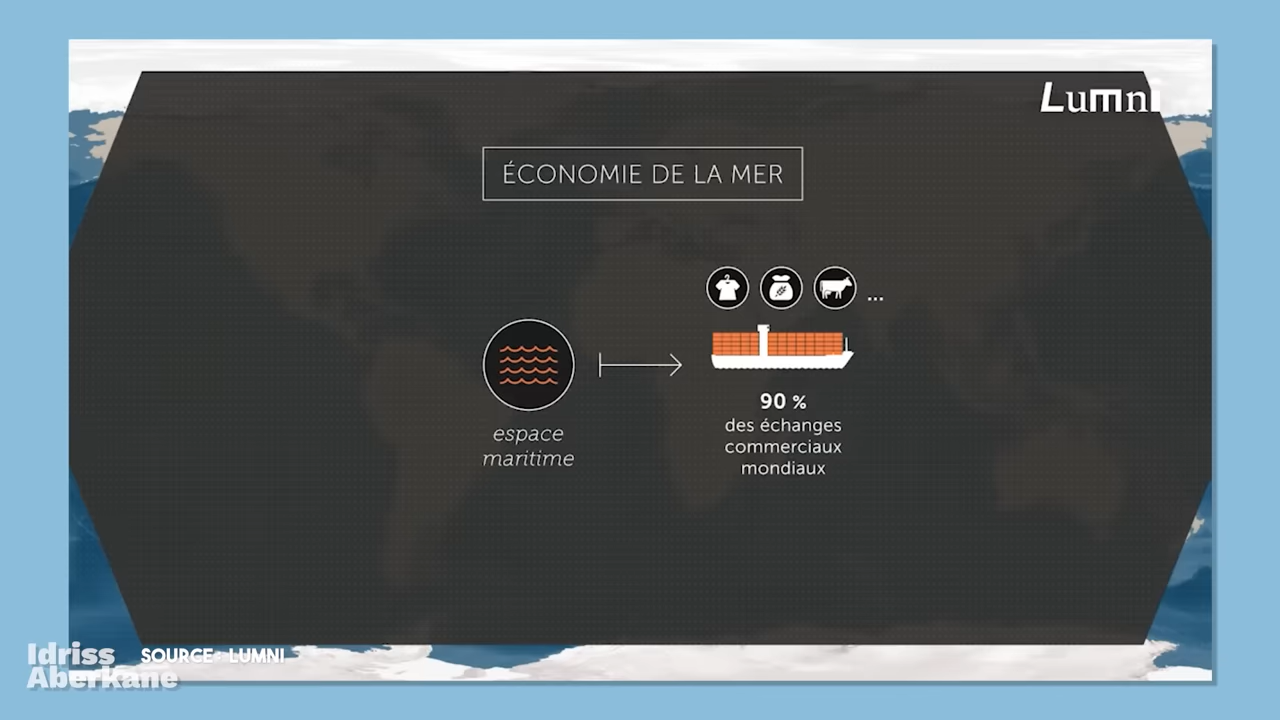 Lumni
ÉCONOMIE DE LA MER
...
espace
maritime
90 %
des échanges
commerciaux
mondiaux
Idriss
Aberkane
SOURCE: LUMNI